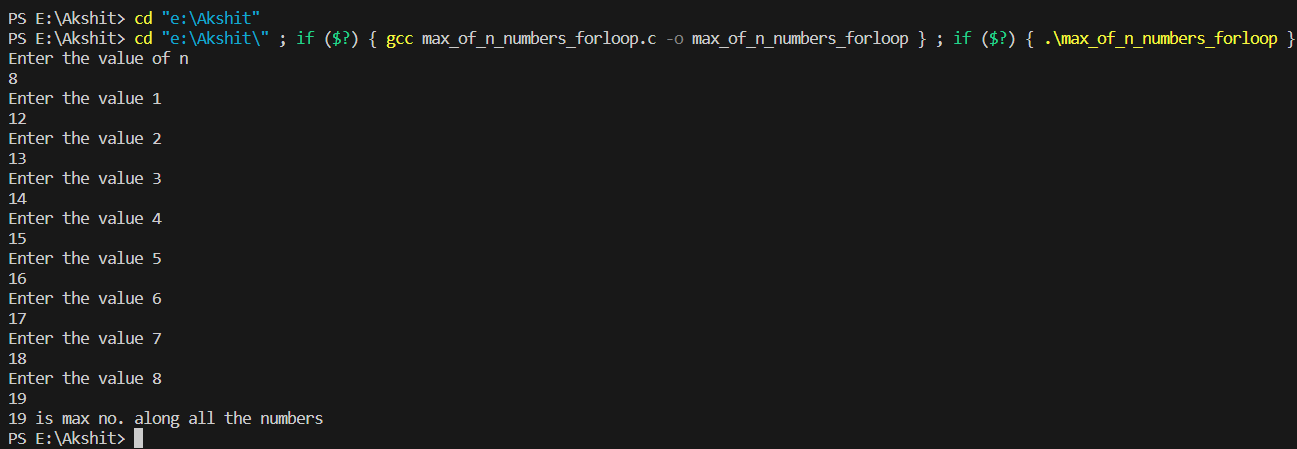 PS E:\Akshit> cd "e:\Akshit"
PS E:\Akshit> cd "e:\Akshit\" ; if ($?) { gcc max_of_n_numbers_forloop.c -o max_of_n_numbers_forloop } ; if ($?) { .\max_of_n_numbers_forloop }
Enter the value of n
8
Enter the value 1
12
Enter the value 2
13
Enter the value 3
14
Enter the value 4
15
Enter the value 5
16
Enter the value 6
17
Enter the value 7
18
Enter the value 8
19
19 is max no. along all the numbers
PS E:\Akshit>